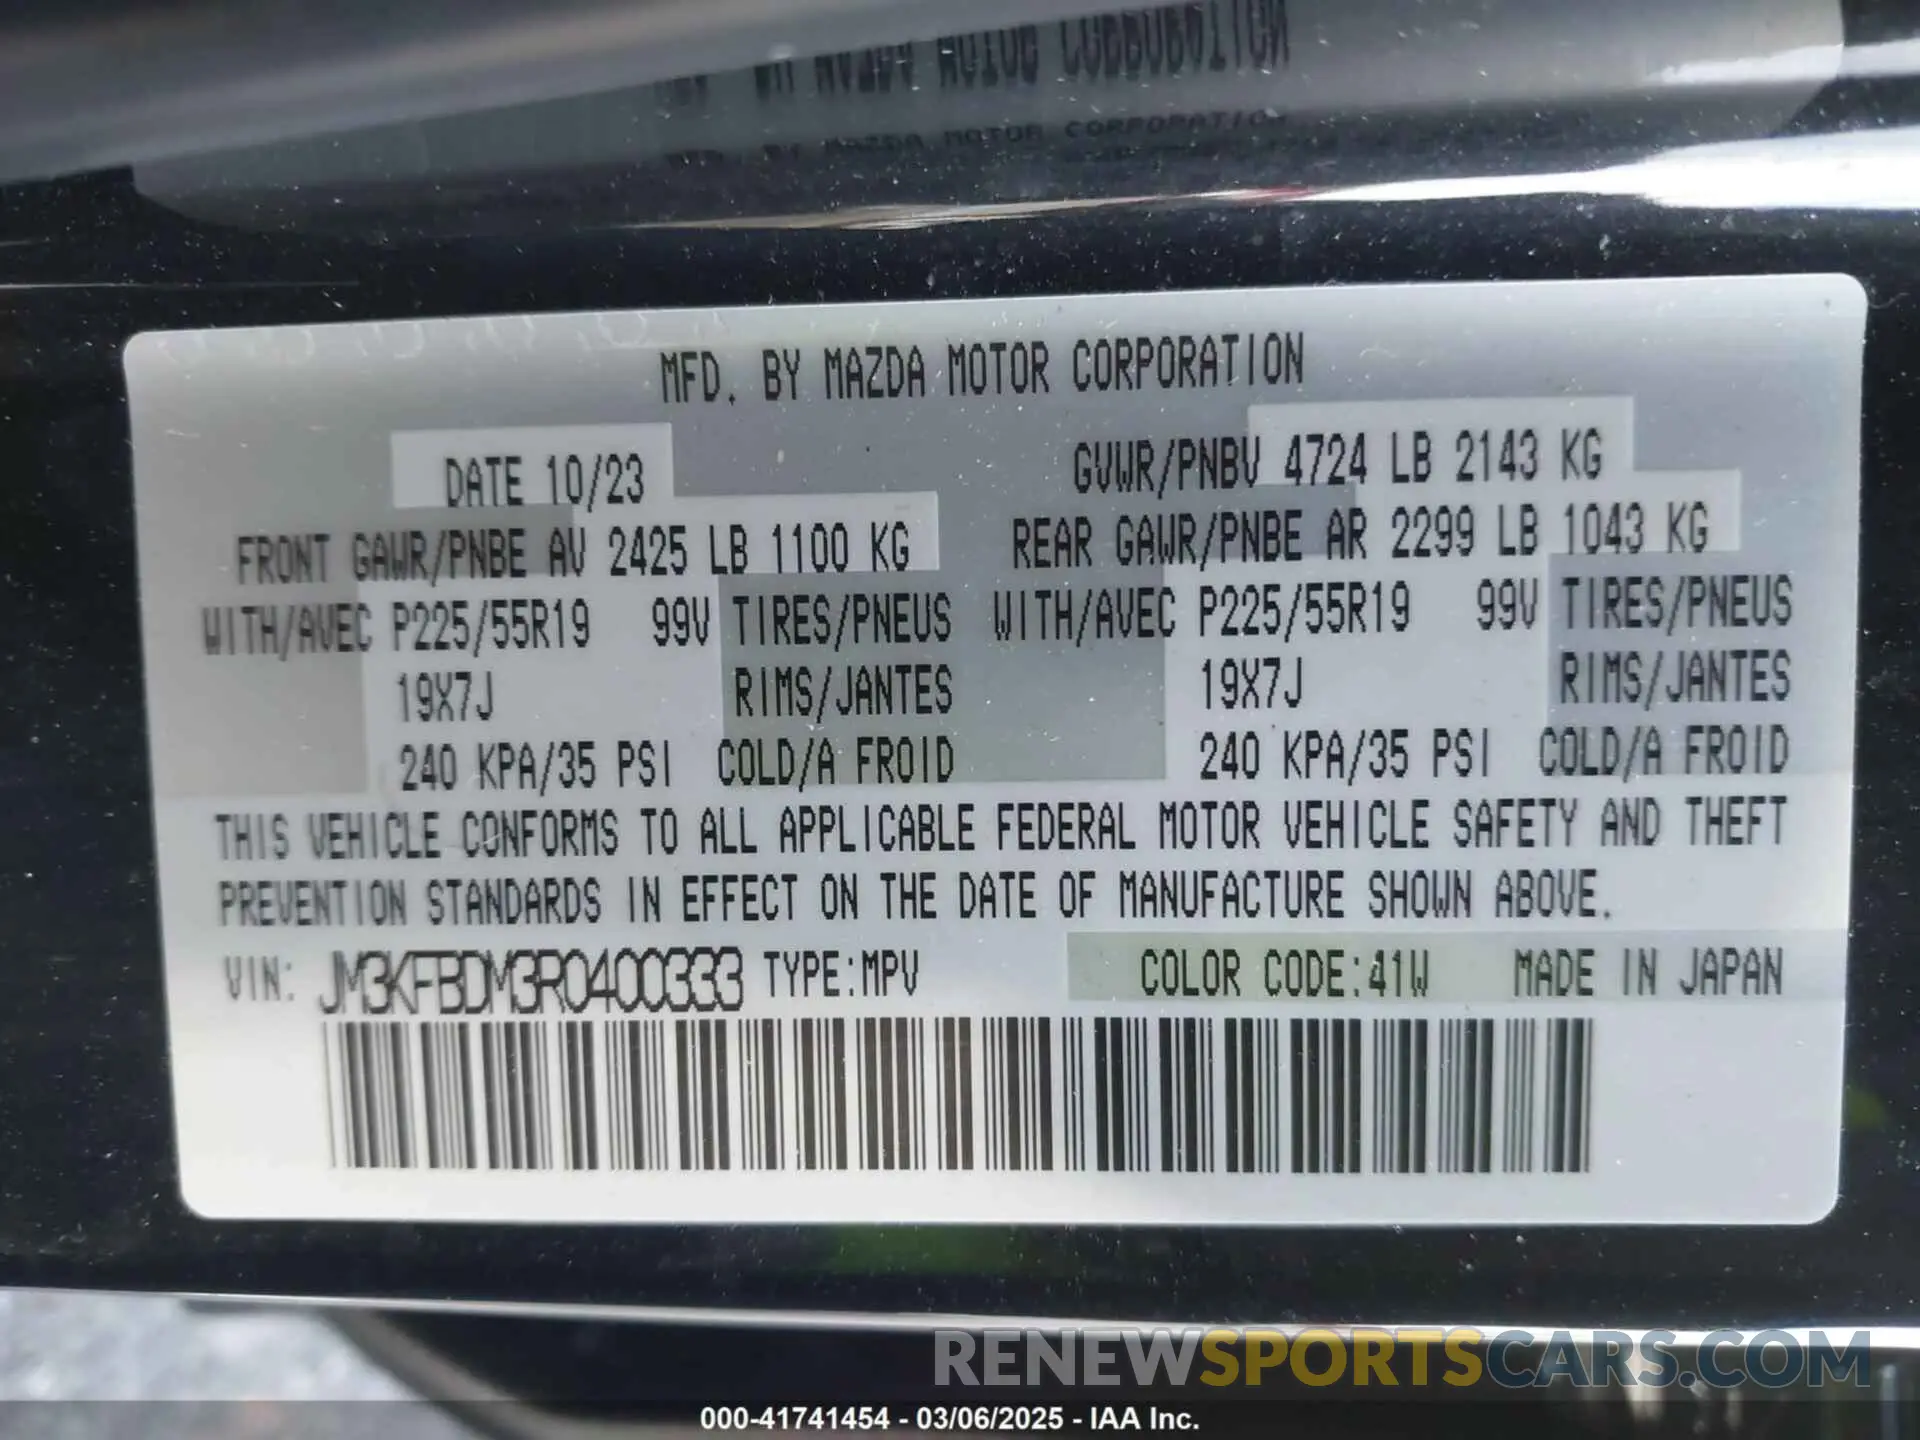 MFD. BY MAZDA MOTOR CORPORATION
DATE 10/23 GVWR/PNBV 4724 LB 2143 KG
FRONT GAWR/PNBE AV 2425 LB 1100 KG REAR GAWR/PNBE AR 2299 LB 1043 KG
WITH/AVEC P225/55R19 99V TIRES/PNEUS WITH/AVEC P225/55R19 99V TIRES/PNEUS
19X7J RIMS/JANTES 19X7J RIMS/JANTES
240 KPA/35 PSI COLD/A FROID 240 KPA/35 PSI COLD/A FROID
THIS VEHICLE CONFORMS TO ALL APPLICABLE FEDERAL MOTOR VEHICLE SAFETY AND THEFT
PREVENTION STANDARDS IN EFFECT ON THE DATE OF MANUFACTURE SHOWN ABOVE.
VIN: JM3KFBDM3R0400333 TYPE:MPV COLOR CODE:41W MADE IN JAPAN
RENEWSPORTSCARS.COM
000-41741454 - 03/06/2025 - IAA Inc.